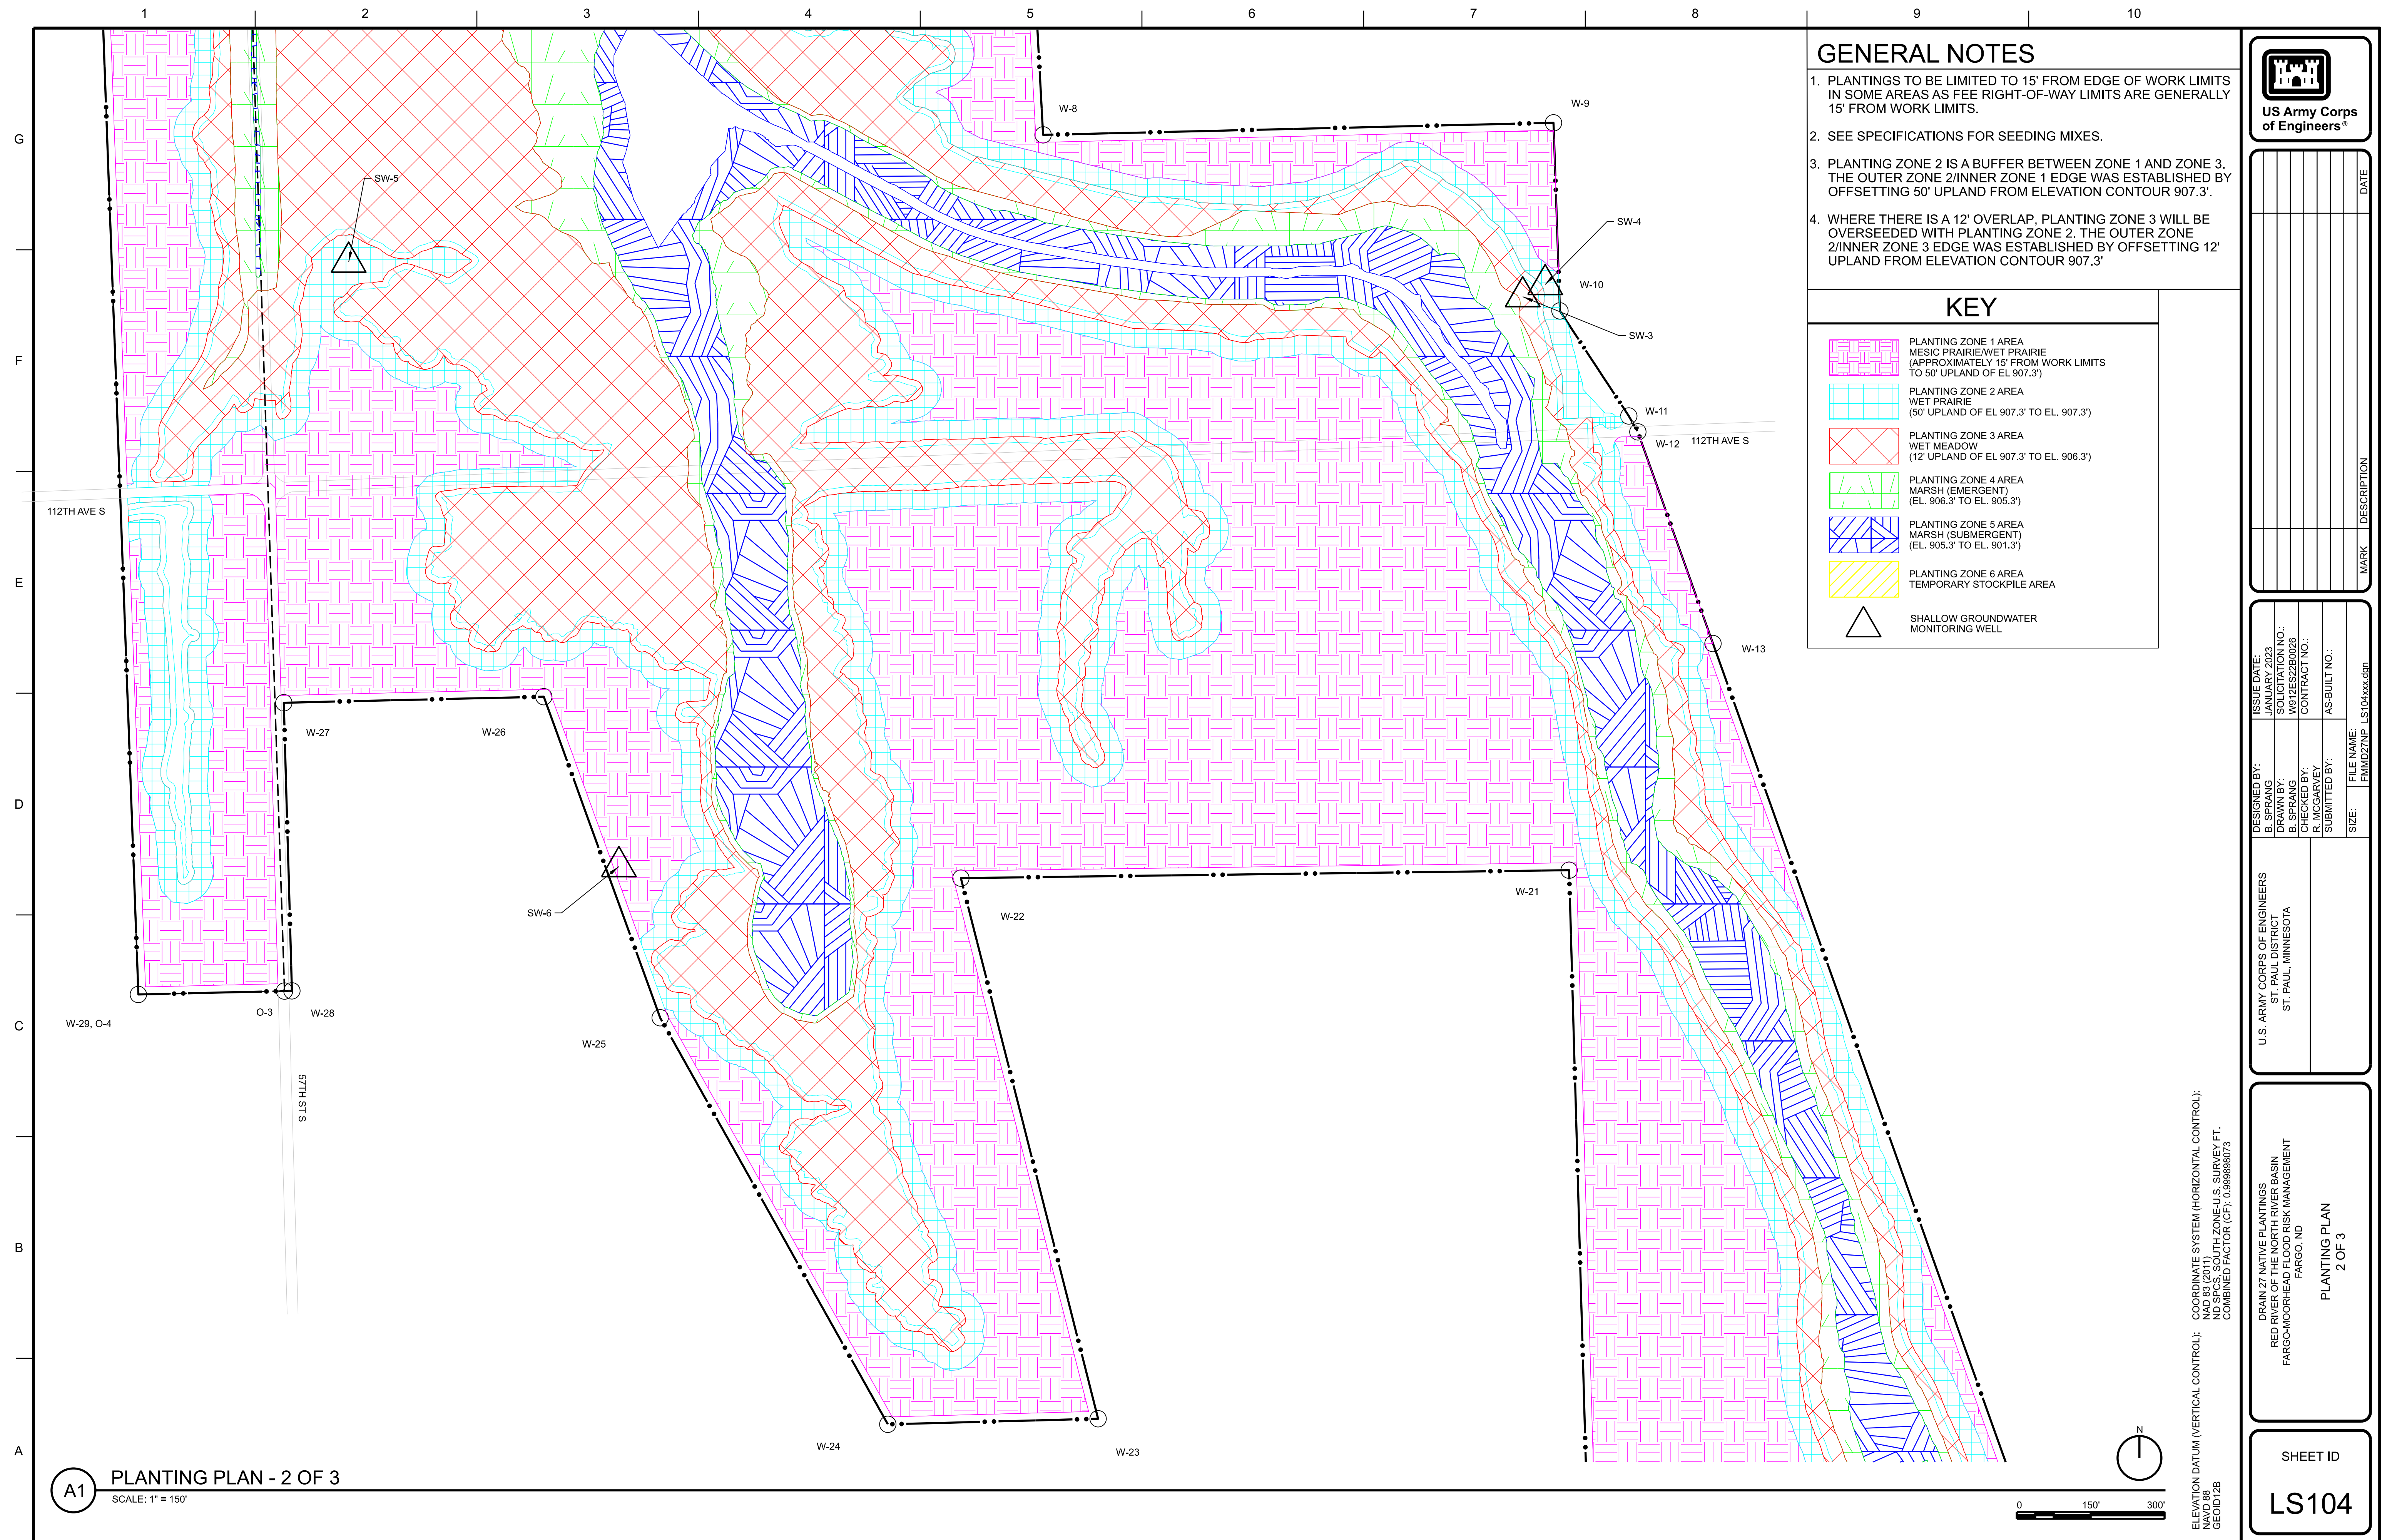 1 2 3 4 5 6 7 8 9 10
G
F
E
D
C
B
A
W-8
W-9
SW-5
SW-4
W-10
SW-3
W-11
W-12
112TH AVE S
112TH AVE S
W-13
W-27
W-26
W-21
W-22
SW-6
W-29, O-4
O-3
W-28
W-25
57TH ST S
W-24
W-23
GENERAL NOTES
1. PLANTINGS TO BE LIMITED TO 15' FROM EDGE OF WORK LIMITS
IN SOME AREAS AS FEE RIGHT-OF-WAY LIMITS ARE GENERALLY
15' FROM WORK LIMITS.
2. SEE SPECIFICATIONS FOR SEEDING MIXES.
3. PLANTING ZONE 2 IS A BUFFER BETWEEN ZONE 1 AND ZONE 3.
THE OUTER ZONE 2/INNER ZONE 1 EDGE WAS ESTABLISHED BY
OFFSETTING 50' UPLAND FROM ELEVATION CONTOUR 907.3'.
4. WHERE THERE IS A 12' OVERLAP, PLANTING ZONE 3 WILL BE
OVERSEEDED WITH PLANTING ZONE 2. THE OUTER ZONE
2/INNER ZONE 3 EDGE WAS ESTABLISHED BY OFFSETTING 12'
UPLAND FROM ELEVATION CONTOUR 907.3'
KEY
PLANTING ZONE 1 AREA
MESIC PRAIRIE/WET PRAIRIE
(APPROXIMATELY 15' FROM WORK LIMITS
TO 50' UPLAND OF EL 907.3')
PLANTING ZONE 2 AREA
WET PRAIRIE
(50' UPLAND OF EL 907.3' TO EL. 907.3')
PLANTING ZONE 3 AREA
WET MEADOW
(12' UPLAND OF EL 907.3' TO EL. 906.3')
PLANTING ZONE 4 AREA
MARSH (EMERGENT)
(EL. 906.3' TO EL. 905.3')
PLANTING ZONE 5 AREA
MARSH (SUBMERGENT)
(EL. 905.3' TO EL. 901.3')
PLANTING ZONE 6 AREA
TEMPORARY STOCKPILE AREA
SHALLOW GROUNDWATER
MONITORING WELL
A1
PLANTING PLAN - 2 OF 3
SCALE: 1" = 150'
N
0 150' 300'
ELEVATION DATUM (VERTICAL CONTROL):
NAVD 88
GEOID12B
COORDINATE SYSTEM (HORIZONTAL CONTROL):
NAD 83 (2011)
ND SPCS, SOUTH ZONE-U.S. SURVEY FT.
COMBINED FACTOR (CF): 0.999898073
US Army Corps
of Engineers®
MARK DESCRIPTION DATE
DESIGNED BY:
B. SPRANG
DRAWN BY:
B. SPRANG
CHECKED BY:
R. MCGARVEY
SUBMITTED BY:
SIZE:
ISSUE DATE:
JANUARY 2023
SOLICITATION NO.:
W912ES22B0026
CONTRACT NO.:
AS-BUILT NO.:
FILE NAME:
FMMD27NP_LS104xxx.dgn
U.S. ARMY CORPS OF ENGINEERS
ST. PAUL DISTRICT
ST. PAUL, MINNESOTA
DRAIN 27 NATIVE PLANTINGS
RED RIVER OF THE NORTH RIVER BASIN
FARGO-MOORHEAD FLOOD RISK MANAGEMENT
FARGO, ND
PLANTING PLAN
2 OF 3
SHEET ID
LS104